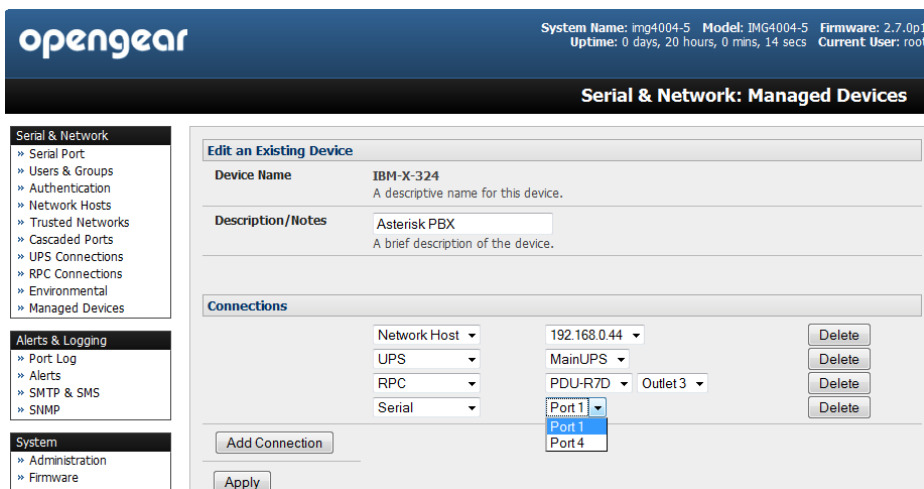 opengear
System Name: img4004-5 Model: IMG4004-5 Firmware: 2.7.0p1
Uptime: 0 days, 20 hours, 0 mins, 14 secs Current User: root
Serial & Network: Managed Devices
Serial & Network
» Serial Port
» Users & Groups
» Authentication
» Network Hosts
» Trusted Networks
» Cascaded Ports
» UPS Connections
» RPC Connections
» Environmental
» Managed Devices
Alerts & Logging
» Port Log
» Alerts
» SMTP & SMS
» SNMP
System
» Administration
» Firmware
Edit an Existing Device
Device Name IBM-X-324
A descriptive name for this device.
Description/Notes Asterisk PBX
A brief description of the device.
Connections
Network Host 192.168.0.44 Delete
UPS MainUPS Delete
RPC PDU-R7D Outlet 3 Delete
Serial Port 1 Delete
Port 1
Port 4
Add Connection
Apply